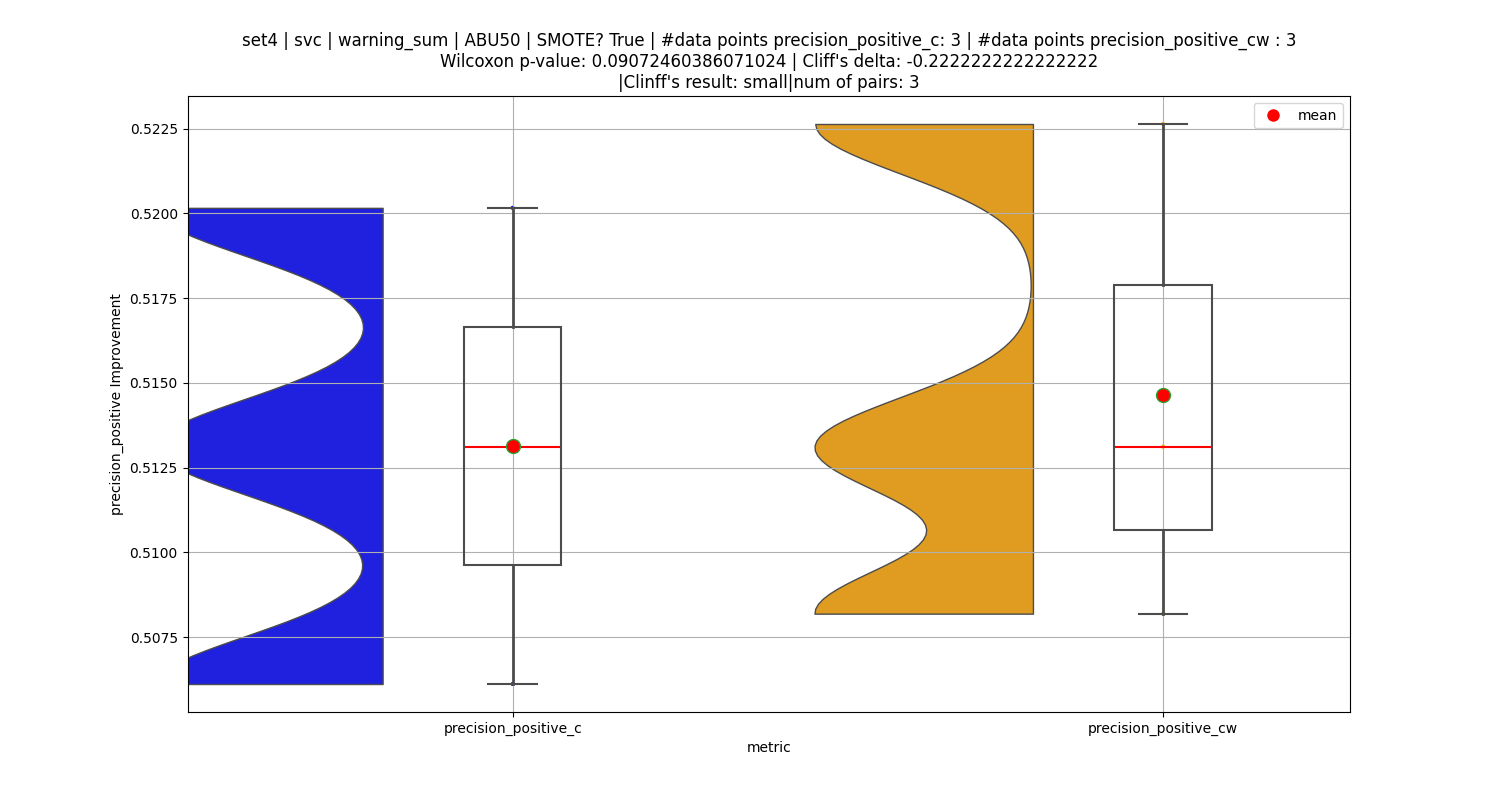 set4 | svc | warning_sum | ABU50 | SMOTE? True | #data points precision_positive_c: 3 | #data points precision_positive_cw : 3
Wilcoxon p-value: 0.09072460386071024 | Cliff's delta: -0.2222222222222222
|Clinff's result: small|num of pairs: 3
mean
precision_positive Improvement
0.5225
0.5200
0.5175
0.5150
0.5125
0.5100
0.5075
precision_positive_c
precision_positive_cw
metric